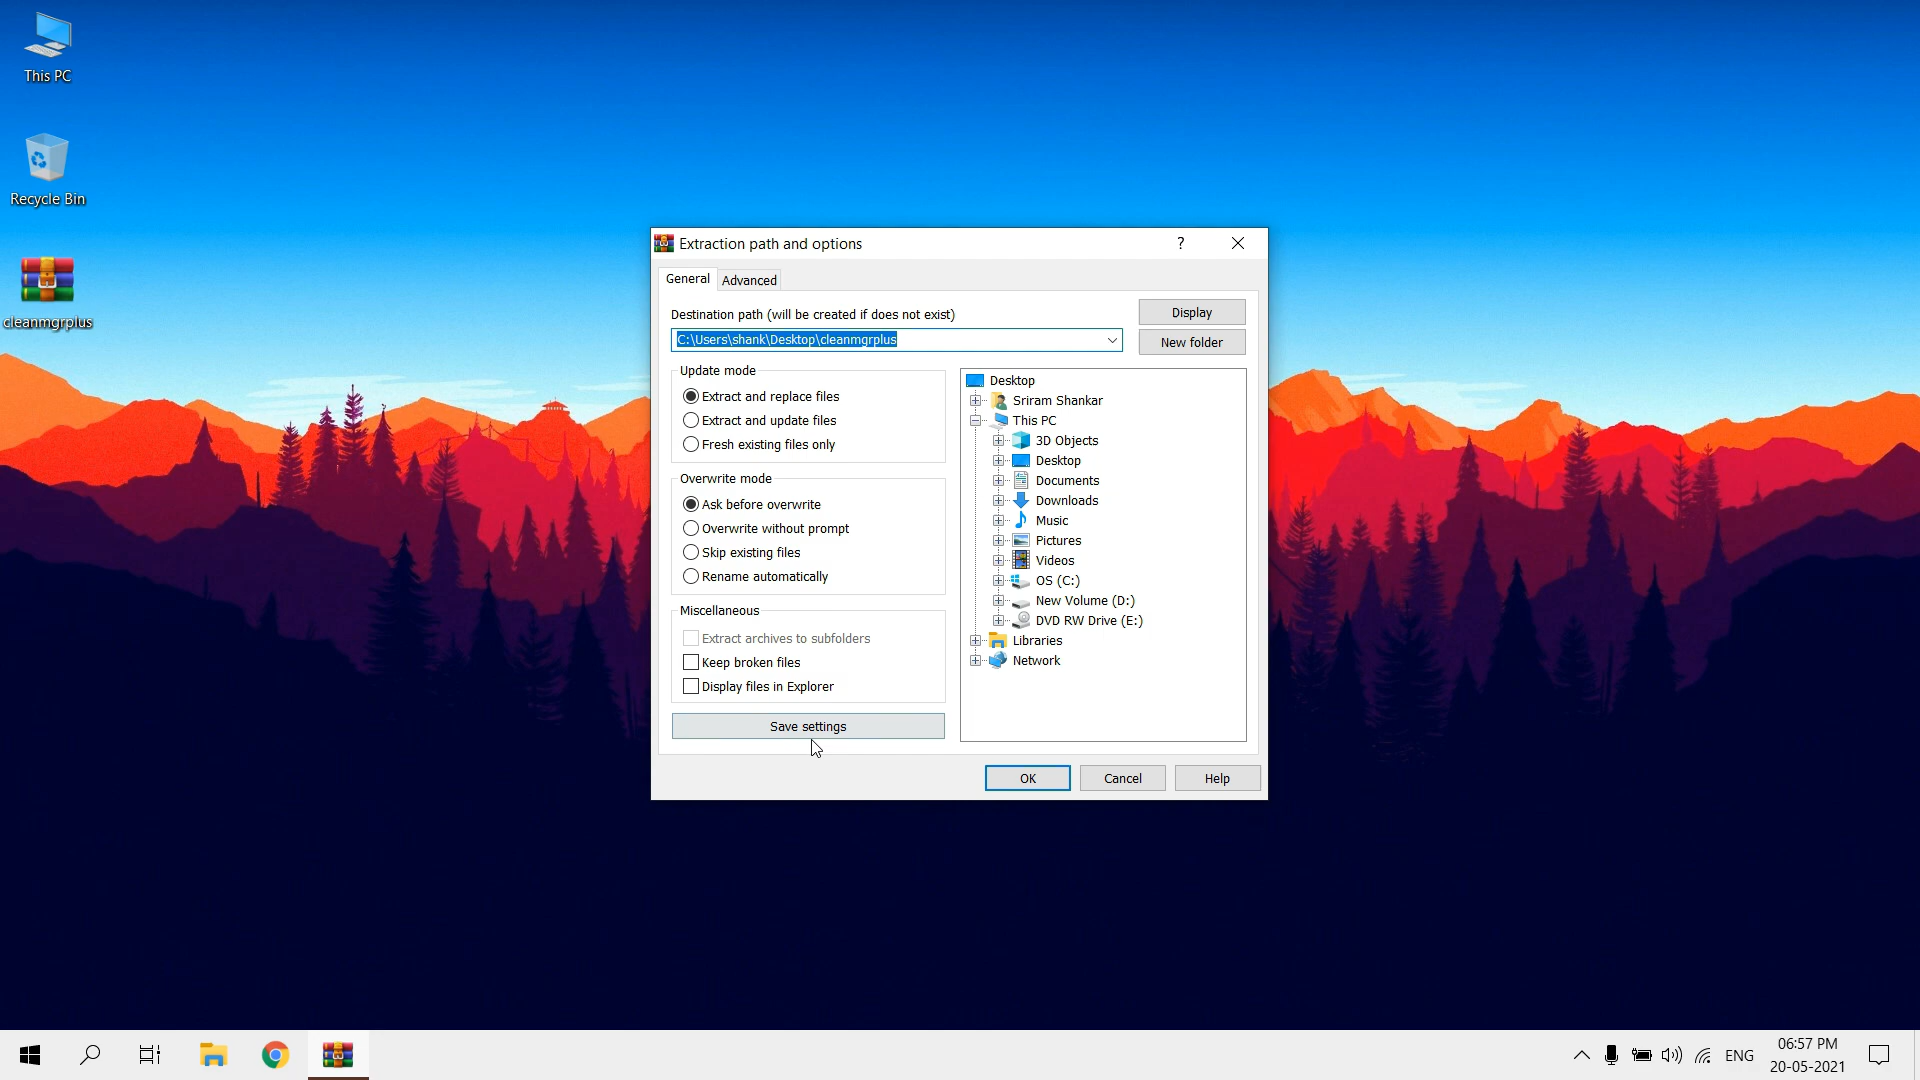 This PC
Recycle Bin
cleanmgrplus
Extraction path and options
?
General
Advanced
Destination path (will be created if does not exist)
C:\Users\shank\Desktop\cleanmgrplus
Display
New folder
Update mode
Extract and replace files
Extract and update files
Fresh existing files only
Overwrite mode
Ask before overwrite
Overwrite without prompt
Skip existing files
Rename automatically
Miscellaneous
Extract archives to subfolders
Keep broken files
Display files in Explorer
Save settings
Desktop
Sriram Shankar
This PC
3D Objects
Desktop
Documents
Downloads
Music
Pictures
Videos
OS (C:)
New Volume (D:)
DVD RW Drive (E:)
Libraries
Network
OK
Cancel
Help
ENG
06:57 PM
20-05-2021